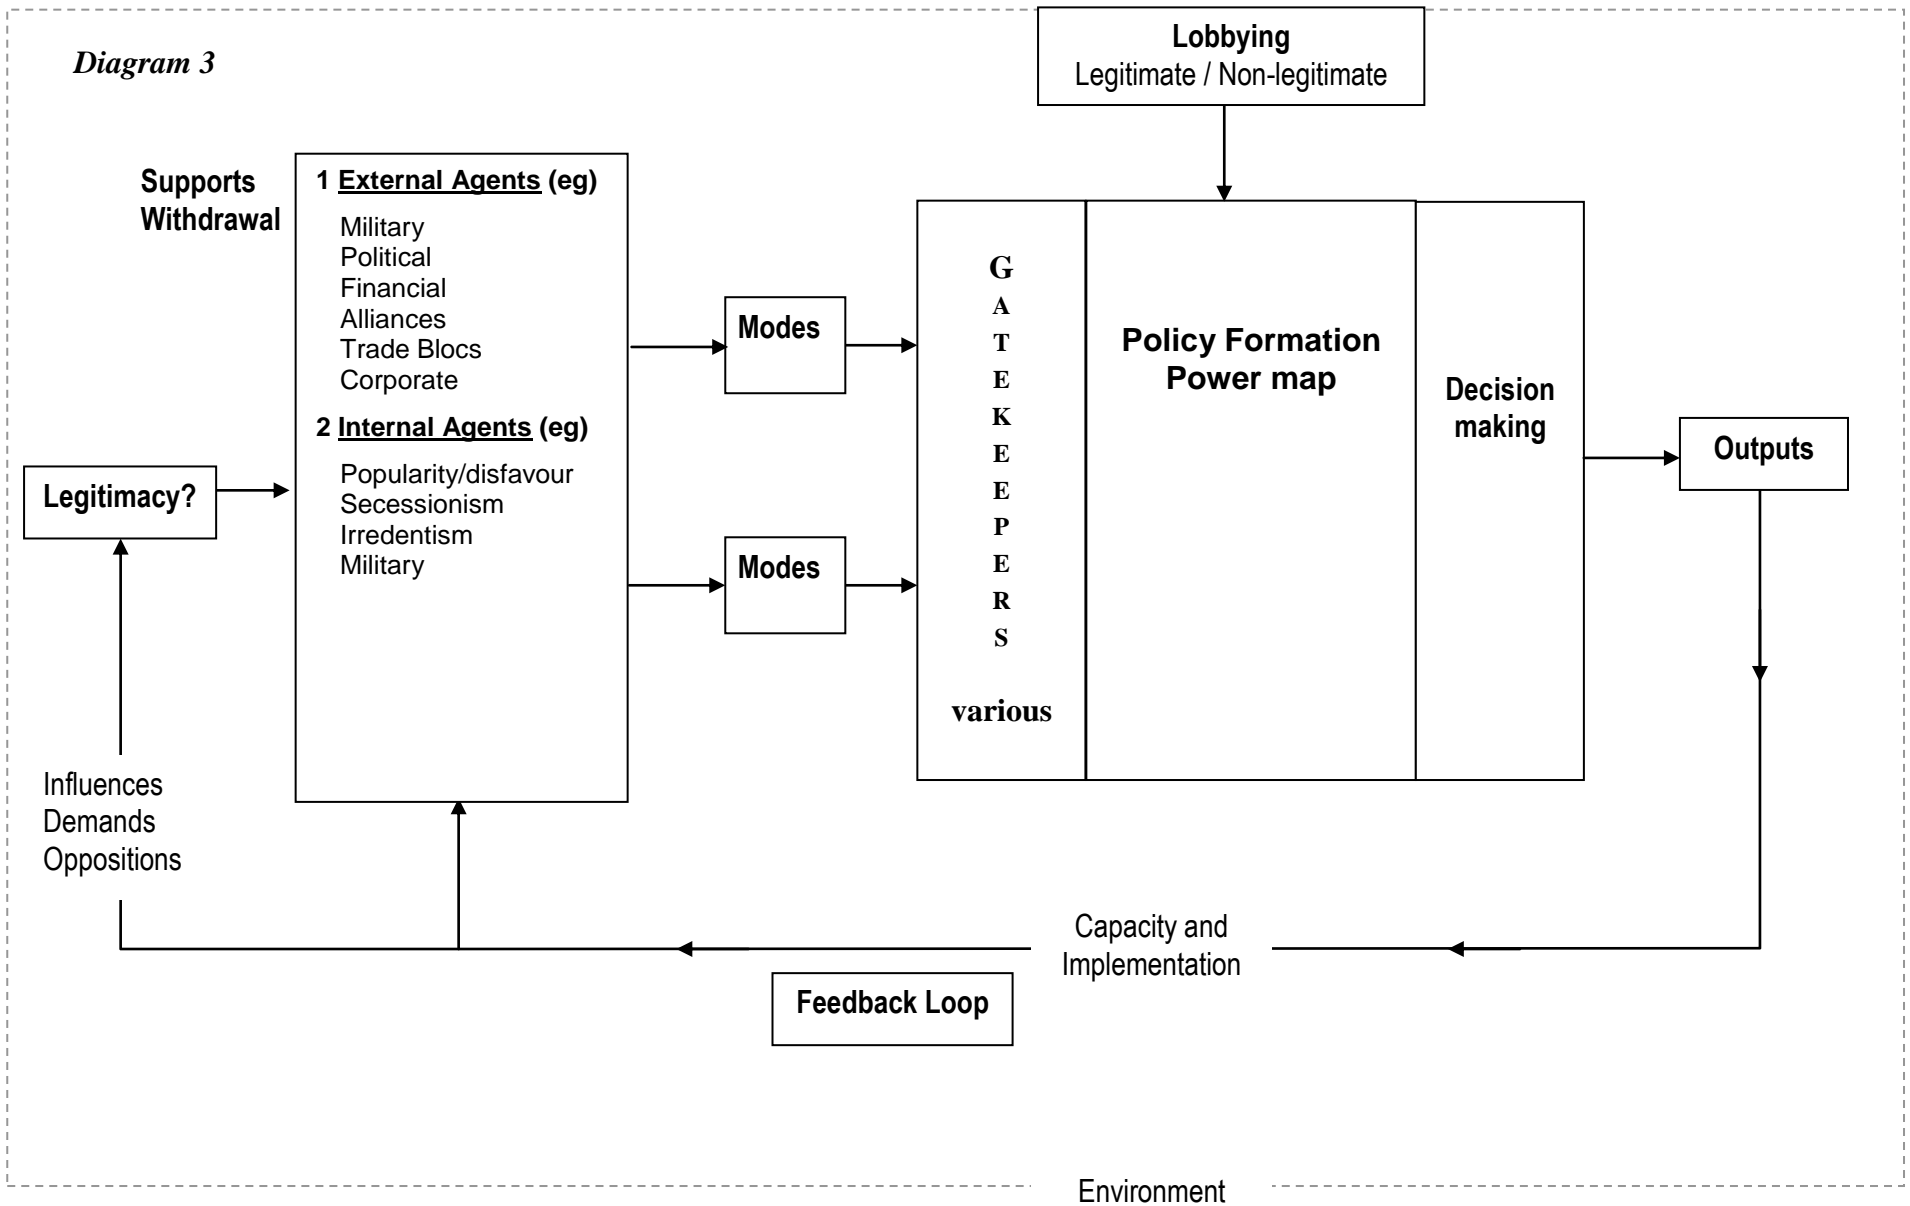 Diagram 3
Lobbying
Legitimate / Non-legitimate
Supports
Withdrawal
1 External Agents (eg)
Military
Political
Financial
Alliances
Trade Blocs
Corporate
2 Internal Agents (eg)
Popularity/disfavour
Secessionism
Irredentism
Military
Legitimacy?
Modes
Modes
G
A
T
E
K
E
E
P
E
R
S
various
Policy Formation
Power map
Decision
making
Outputs
Influences
Demands
Oppositions
Capacity and
Implementation
Feedback Loop
Environment